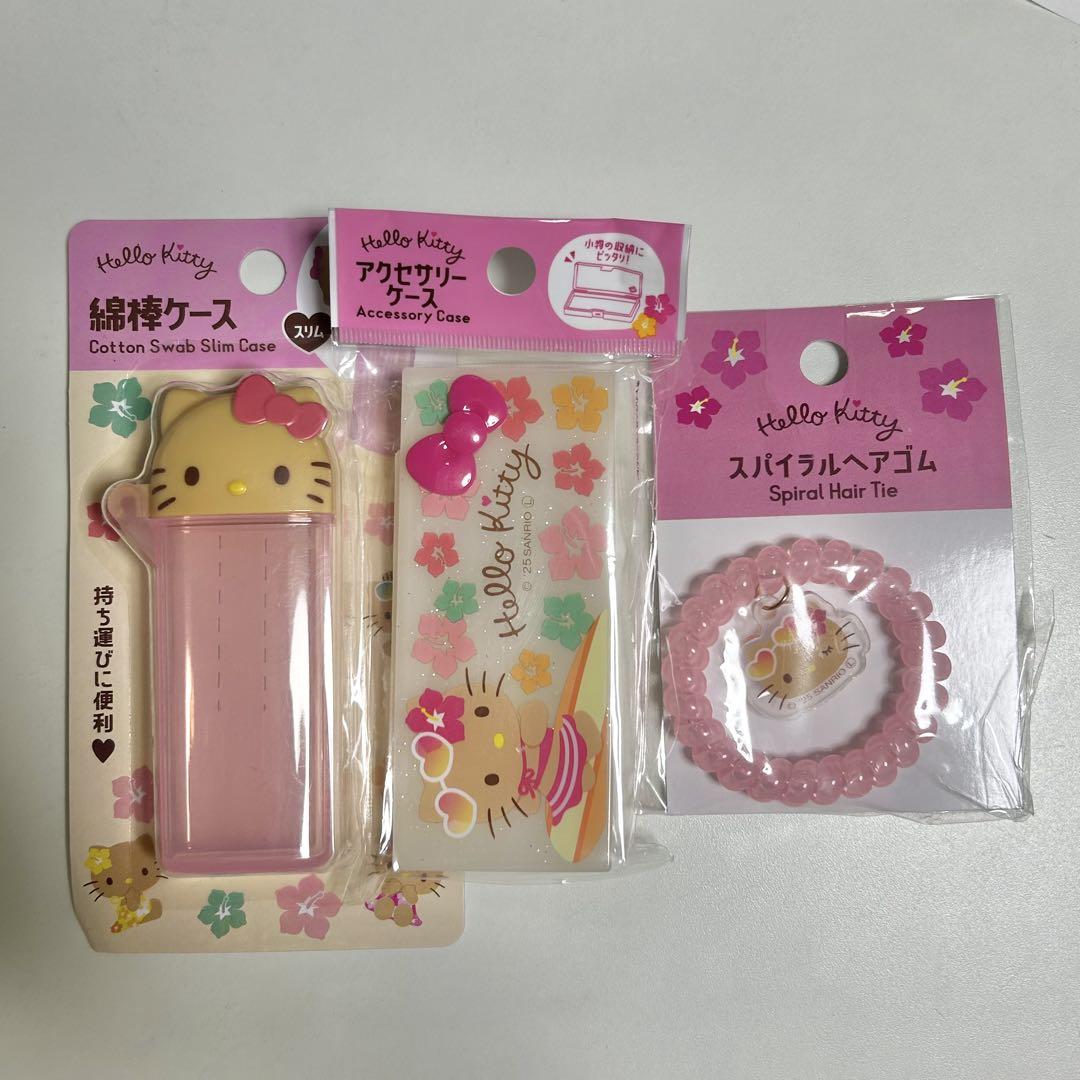 Hello Kitty
綿棒ケース
Cotton Swab Slim Case
スリム
持ち運びに便利♥
Hello Kitty
アクセサリー
ケース
Accessory Case
小物の収納に
ピッタリ!
Hello Kitty
© '25 SANRIO Ⓛ
Hello Kitty
スパイラルヘアゴム
Spiral Hair Tie
© '25 SANRIO Ⓛ